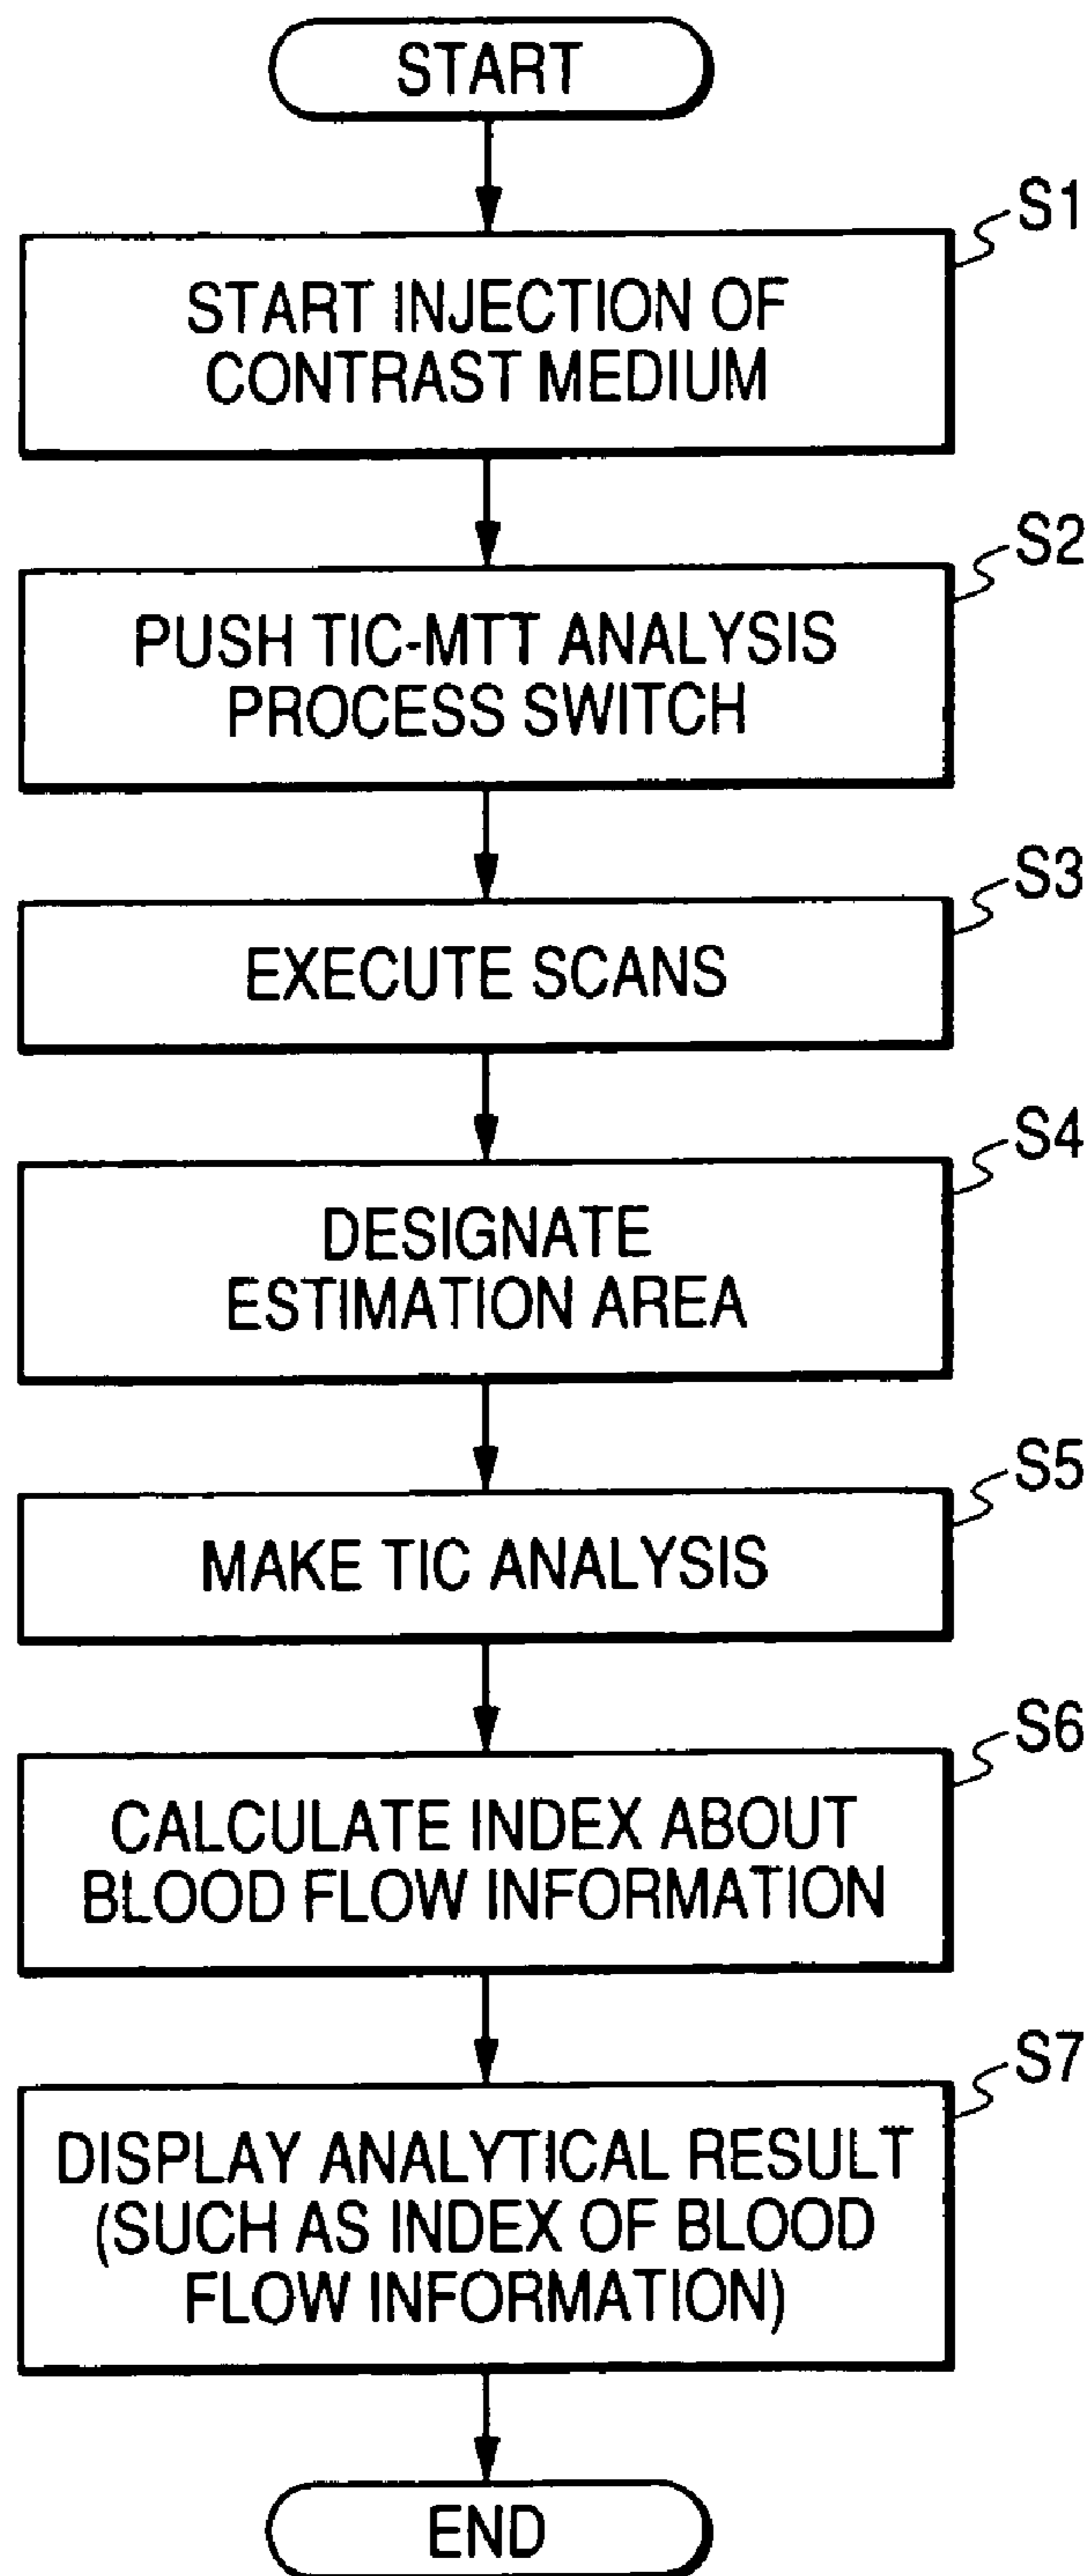 START
S1
START INJECTION OF
CONTRAST MEDIUM
S2
PUSH TIC-MTT ANALYSIS
PROCESS SWITCH
S3
EXECUTE SCANS
S4
DESIGNATE
ESTIMATION AREA
S5
MAKE TIC ANALYSIS
S6
CALCULATE INDEX ABOUT
BLOOD FLOW INFORMATION
S7
DISPLAY ANALYTICAL RESULT
(SUCH AS INDEX OF BLOOD
FLOW INFORMATION)
END